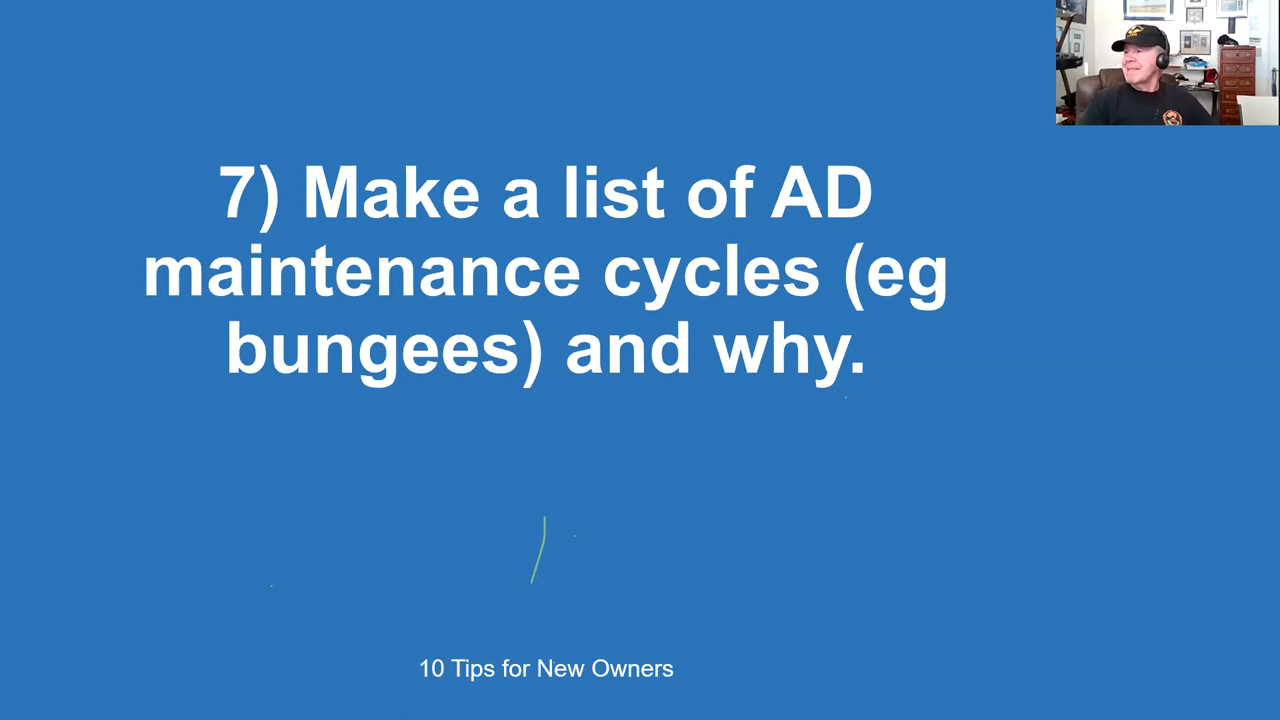 7) Make a list of AD
maintenance cycles (eg
bungees) and why.
10 Tips for New Owners